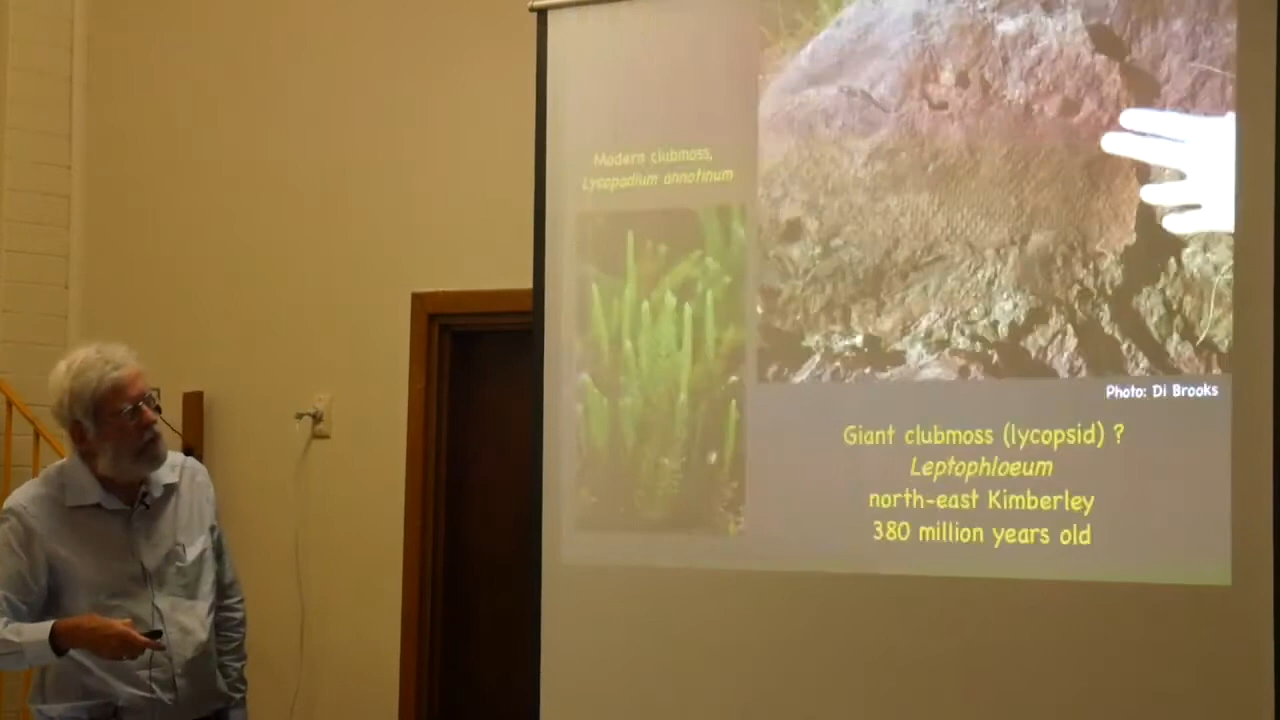 Modern clubmoss,
Lycopodium annotinum
Photo: Di Brooks
Giant clubmoss (lycopsid) ?
Leptophloeum
north-east Kimberley
380 million years old